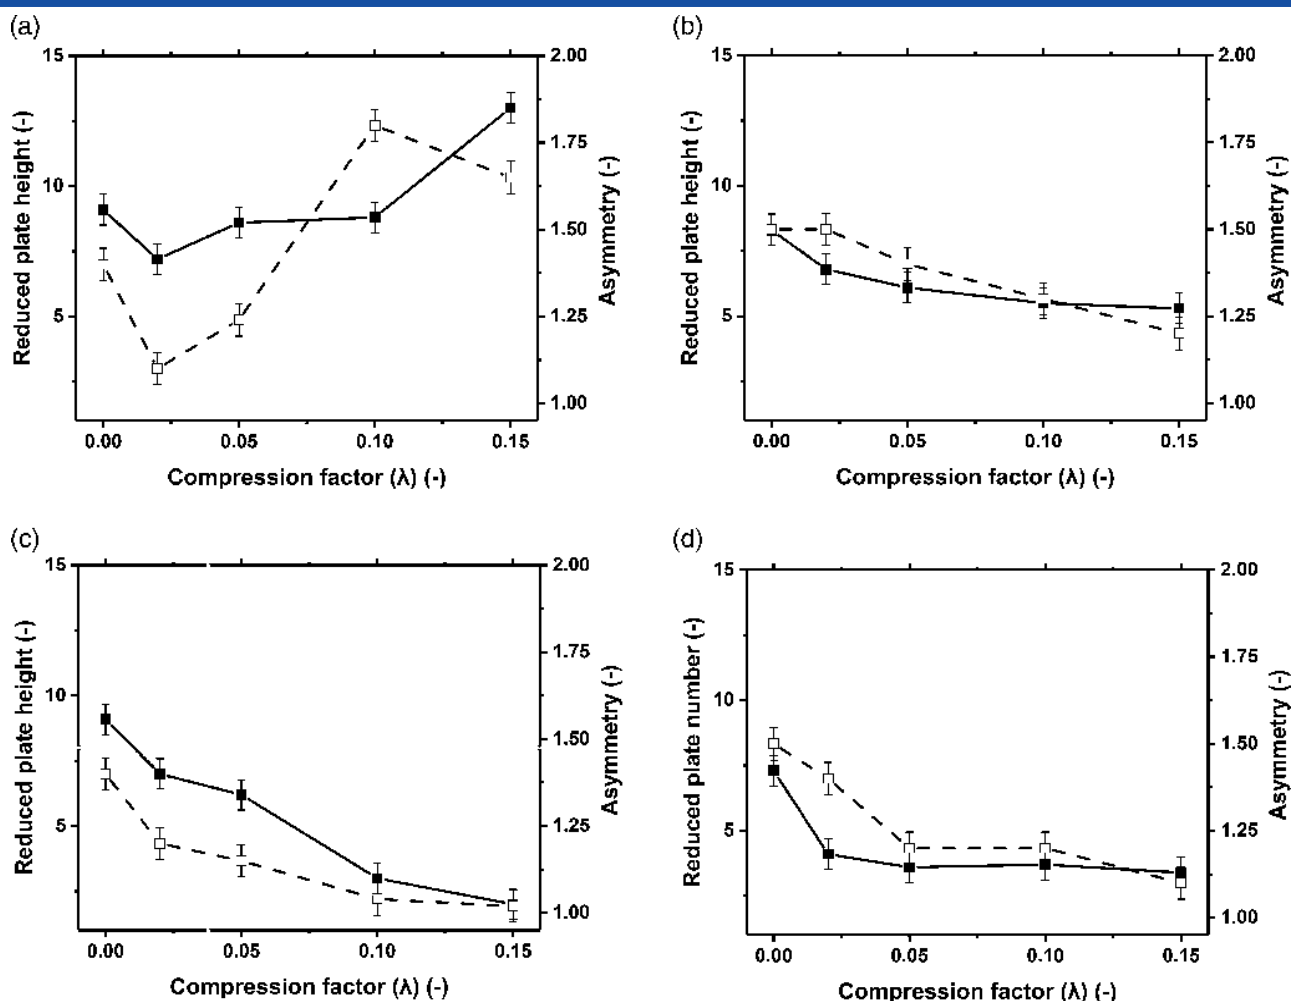 (a)
15
10
5
Reduced plate height (-)
2.00
1.75
1.50
1.25
1.00
Asymmetry (-)
0.00 0.05 0.10 0.15
Compression factor (λ) (-)
(b)
15
10
5
Reduced plate height (-)
2.00
1.75
1.50
1.25
1.00
Asymmetry (-)
0.00 0.05 0.10 0.15
Compression factor (λ) (-)
(c)
15
10
5
Reduced plate height (-)
2.00
1.75
1.50
1.25
1.00
Asymmetry (-)
0.00 0.05 0.10 0.15
Compression factor (λ) (-)
(d)
15
10
5
Reduced plate number (-)
2.00
1.75
1.50
1.25
1.00
Asymmetry (-)
0.00 0.05 0.10 0.15
Compression factor (λ) (-)